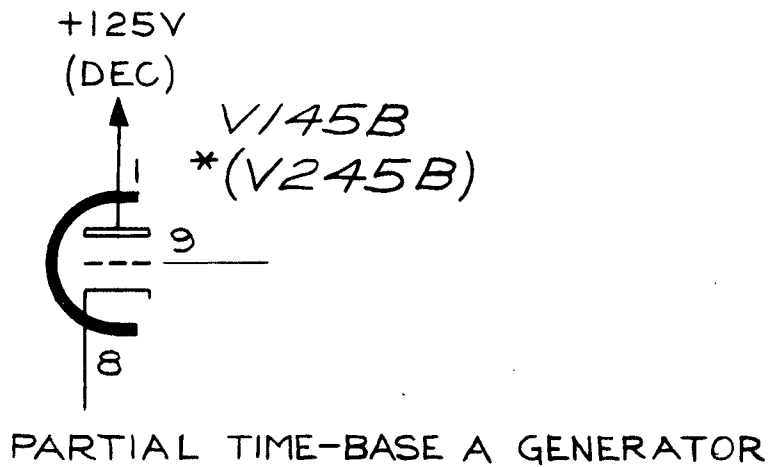 +125V
(DEC)
V145B
*(V245B)
1
9
8
PARTIAL TIME-BASE A GENERATOR